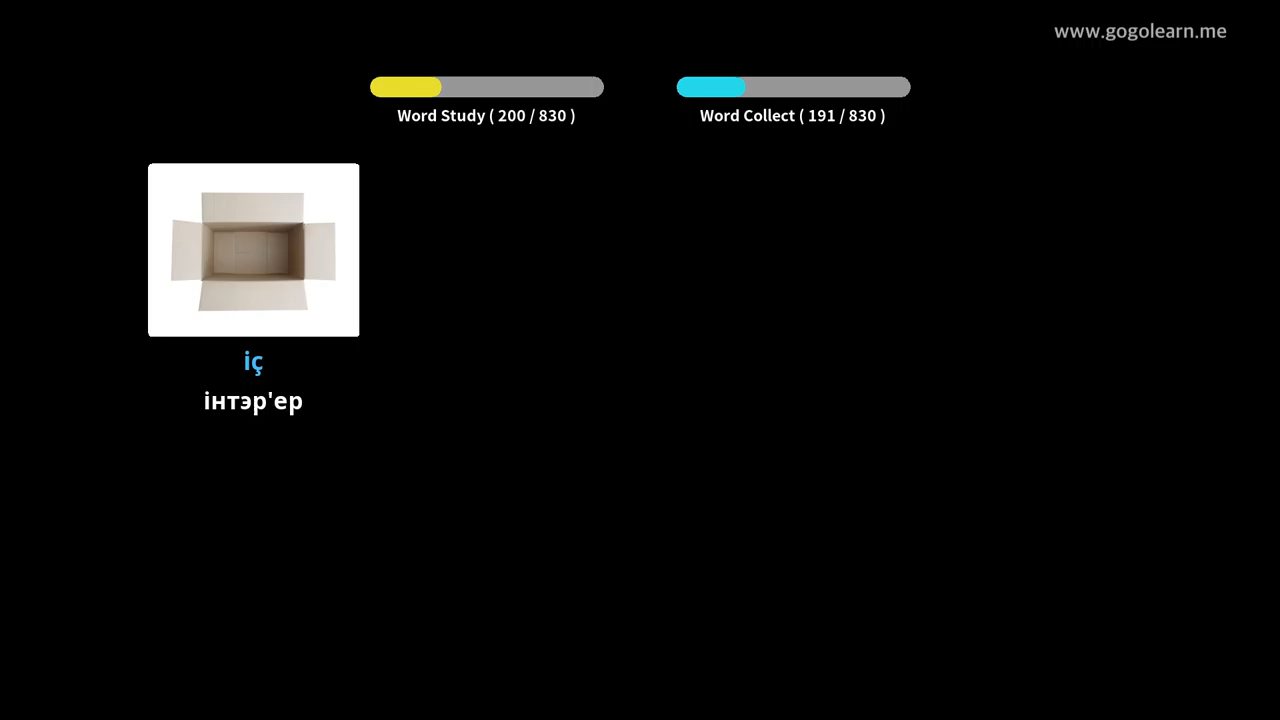 www.gogolearn.me
Word Study ( 200 / 830 )
Word Collect ( 191 / 830 )
iç
інтэр'ер